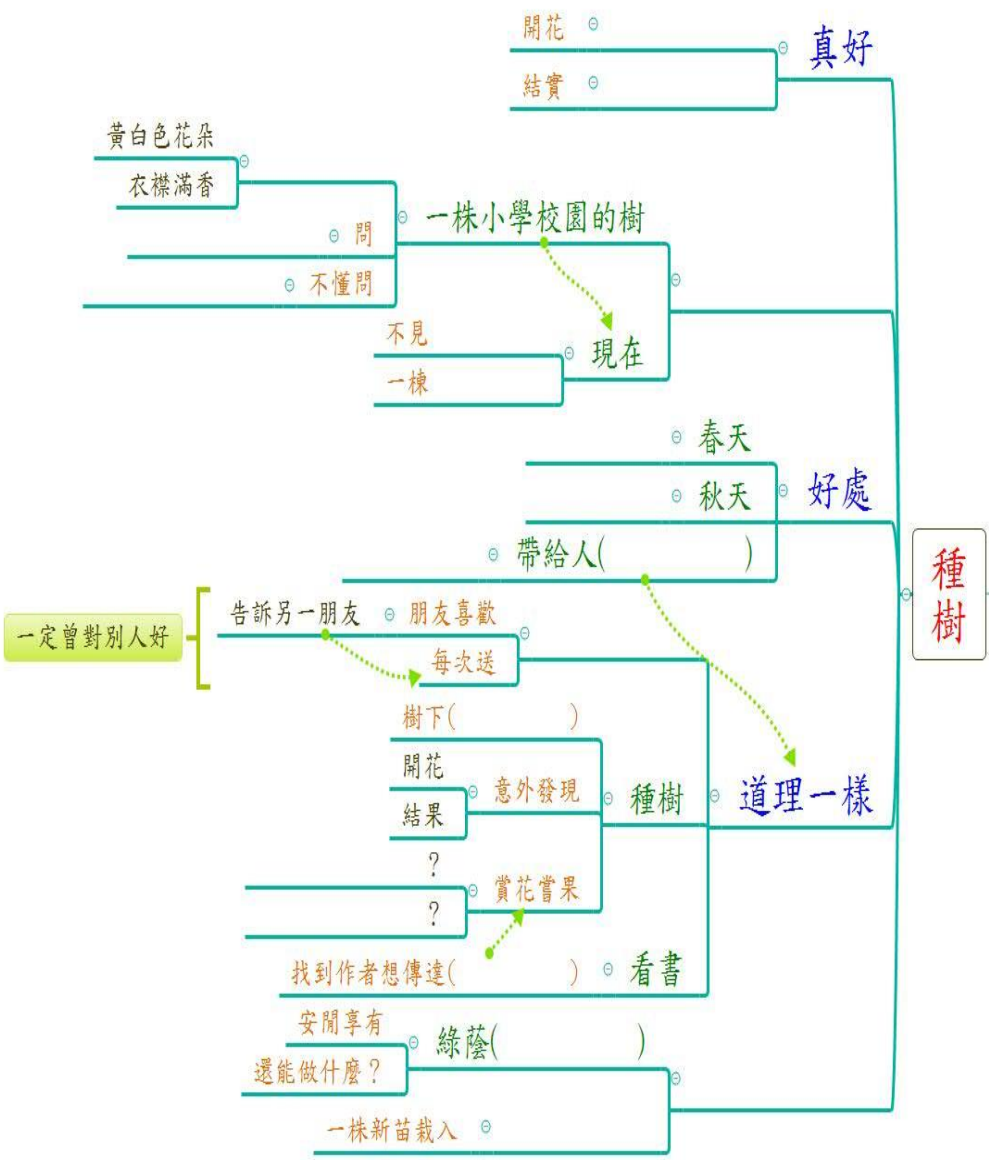 種樹
真好
開花
結實
一株小學校園的樹
黃白色花朵
衣襟滿香
問
不懂問
現在
不見
一棟
好處
春天
秋天
帶給人( )
道理一樣
朋友喜歡
告訴另一朋友
每次送
一定曾對別人好
種樹
樹下( )
意外發現
開花
結果
賞花嘗果
?
?
看書
找到作者想傳達( )
綠蔭( )
安閒享有
還能做什麼?
一株新苗栽入